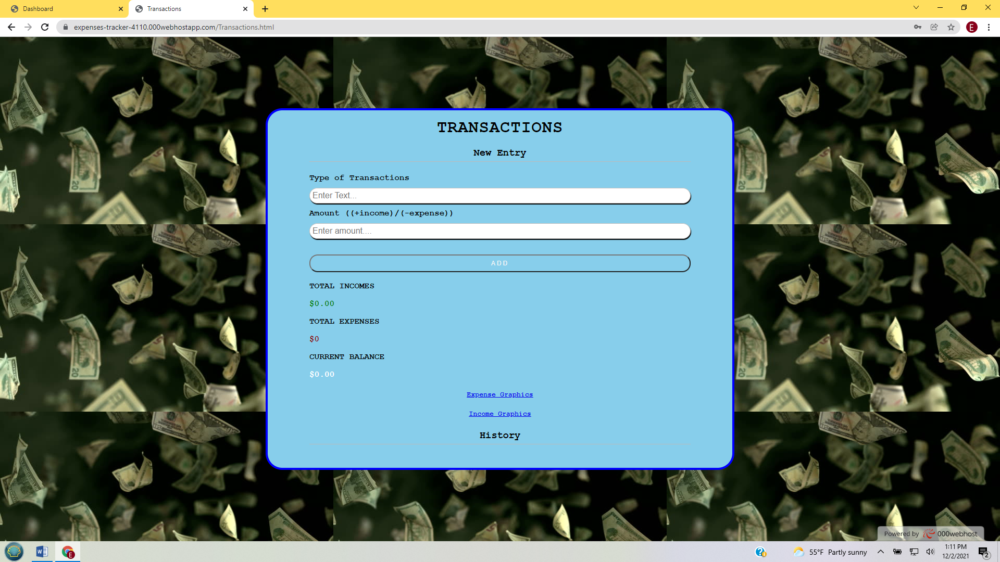 Dashboard
Transactions
expenses-tracker-4110.000webhostapp.com/Transactions.html
E
TRANSACTIONS
New Entry
Type of Transactions
Enter Text...
Amount ((+income)/(-expense))
Enter amount....
ADD
TOTAL INCOMES
$0.00
TOTAL EXPENSES
$0
CURRENT BALANCE
$0.00
Expense Graphics
Income Graphics
History
Powered by 000webhost
55°F Partly sunny
1:11 PM
12/2/2021
2